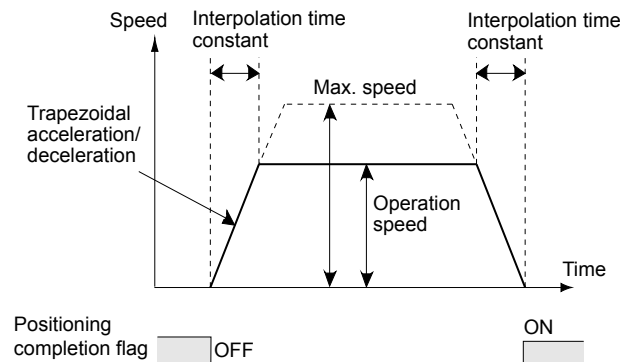 Speed
Interpolation time
constant
Interpolation time
constant
Max. speed
Trapezoidal
acceleration/
deceleration
Operation
speed
Time
Positioning
completion flag
OFF
ON